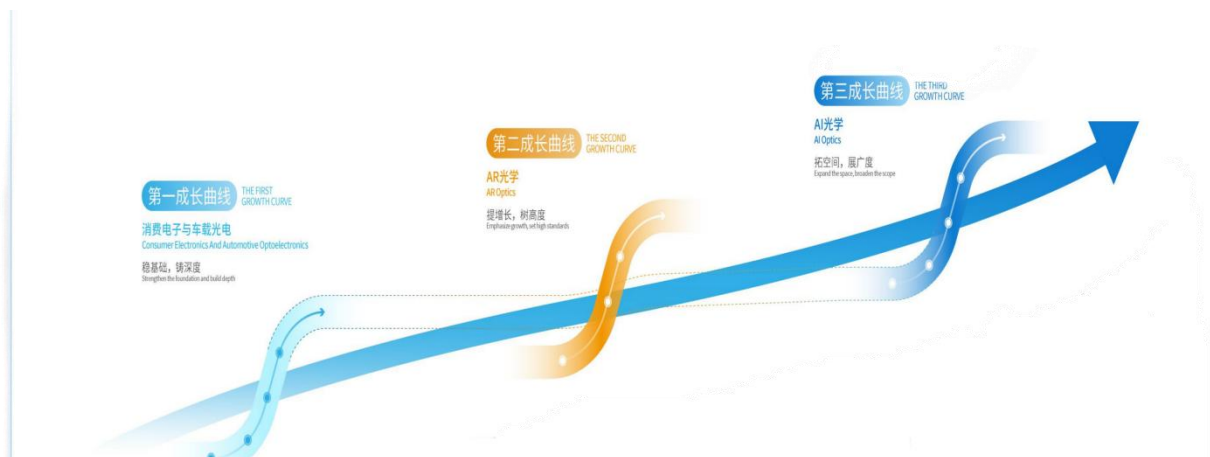 第三成长曲线
THE THIRD
GROWTH CURVE
AI光学
AI Optics
拓空间，展广度
Expand the space, broaden the scope
第二成长曲线
THE SECOND
GROWTH CURVE
AR光学
AR Optics
提增长，树高度
Emphasize growth, set high standards
第一成长曲线
THE FIRST
GROWTH CURVE
消费电子与车载光电
Consumer Electronics And Automotive Optoelectronics
稳基础，铸深度
Strengthen the foundation and build depth